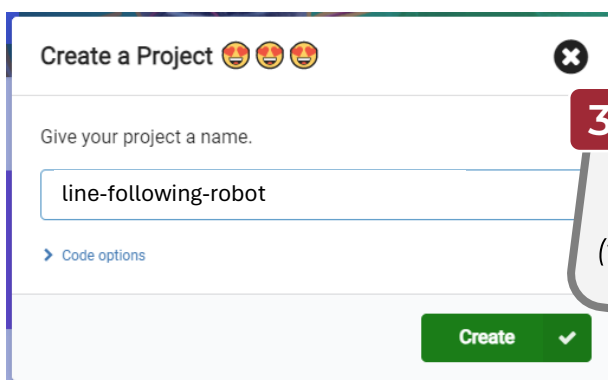 Create a Project 😍 😍 😍
3
Give your project a name.
line-following-robot
Code options
(
Create